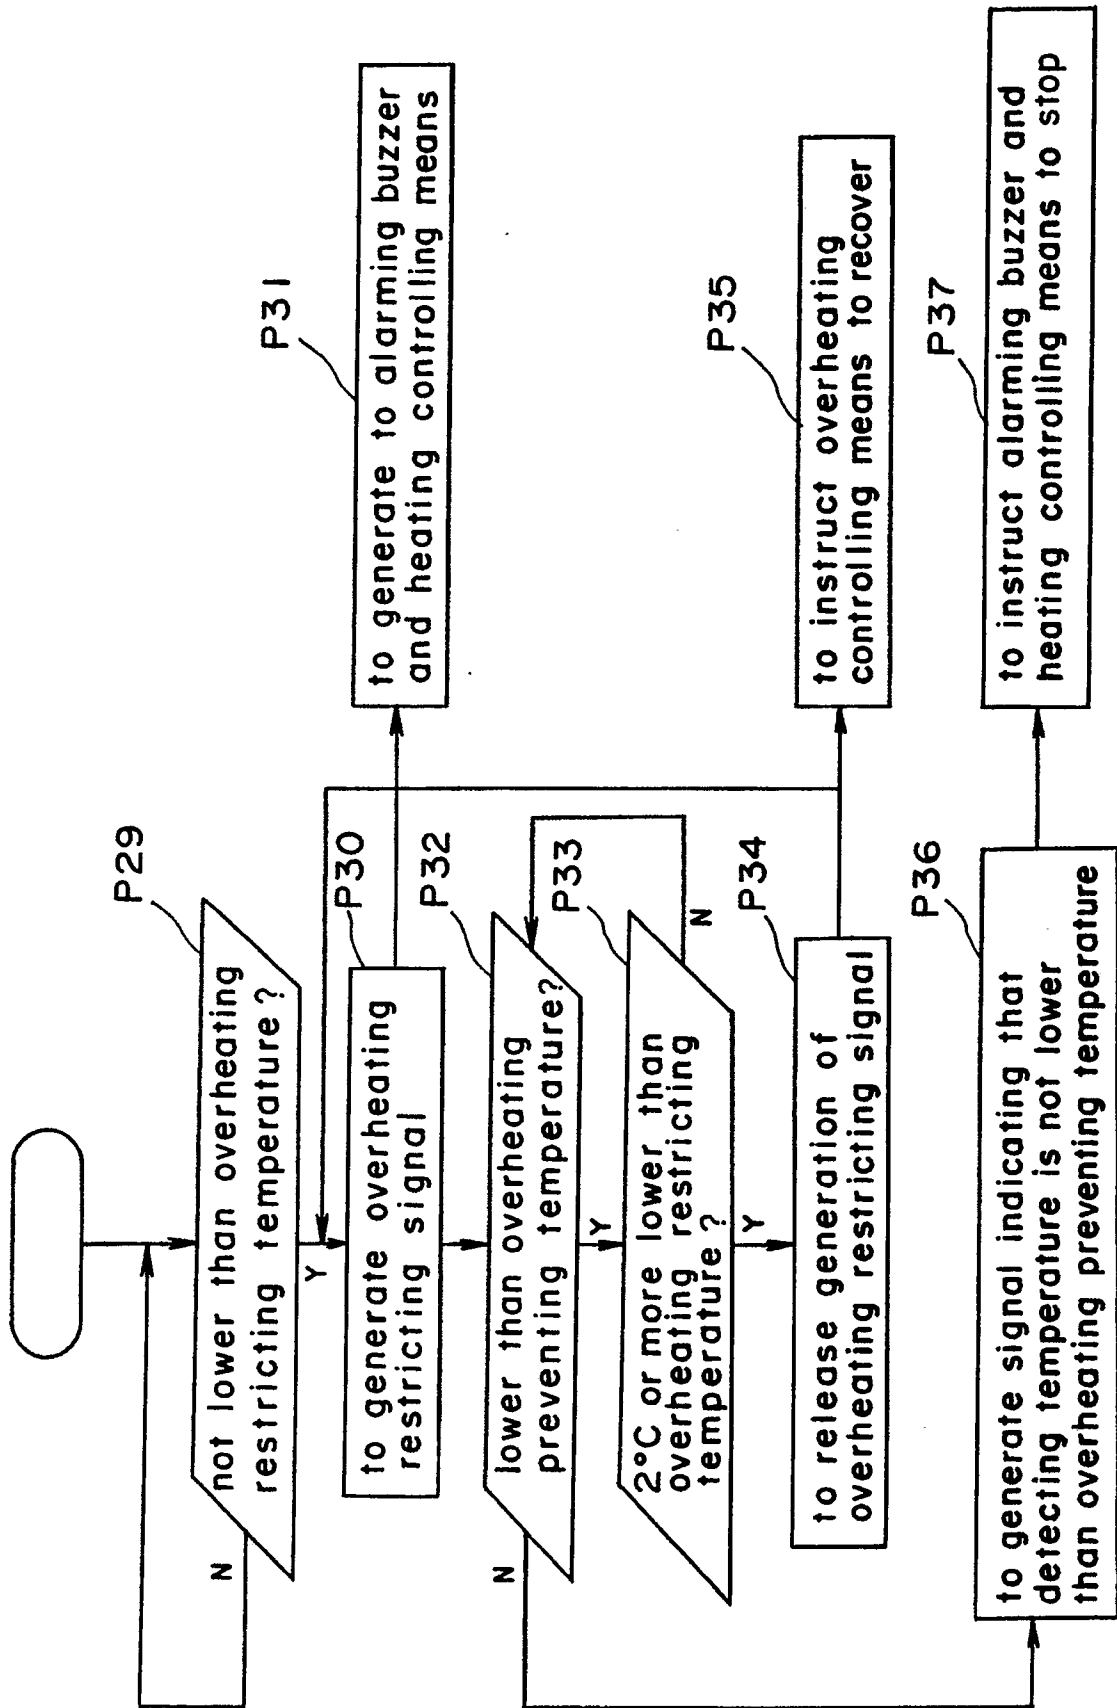 P29
not lower than overheating
restricting temperature?
N
Y
P30
to generate overheating
restricting signal
P31
to generate to alarming buzzer
and heating controlling means
P32
lower than overheating
preventing temperature?
N
Y
P33
2°C or more lower than
overheating restricting
temperature?
N
Y
P34
to release generation of
overheating restricting signal
P35
to instruct overheating
controlling means to recover
P36
to generate signal indicating that
detecting temperature is not lower
than overheating preventing temperature
P37
to instruct alarming buzzer and
heating controlling means to stop